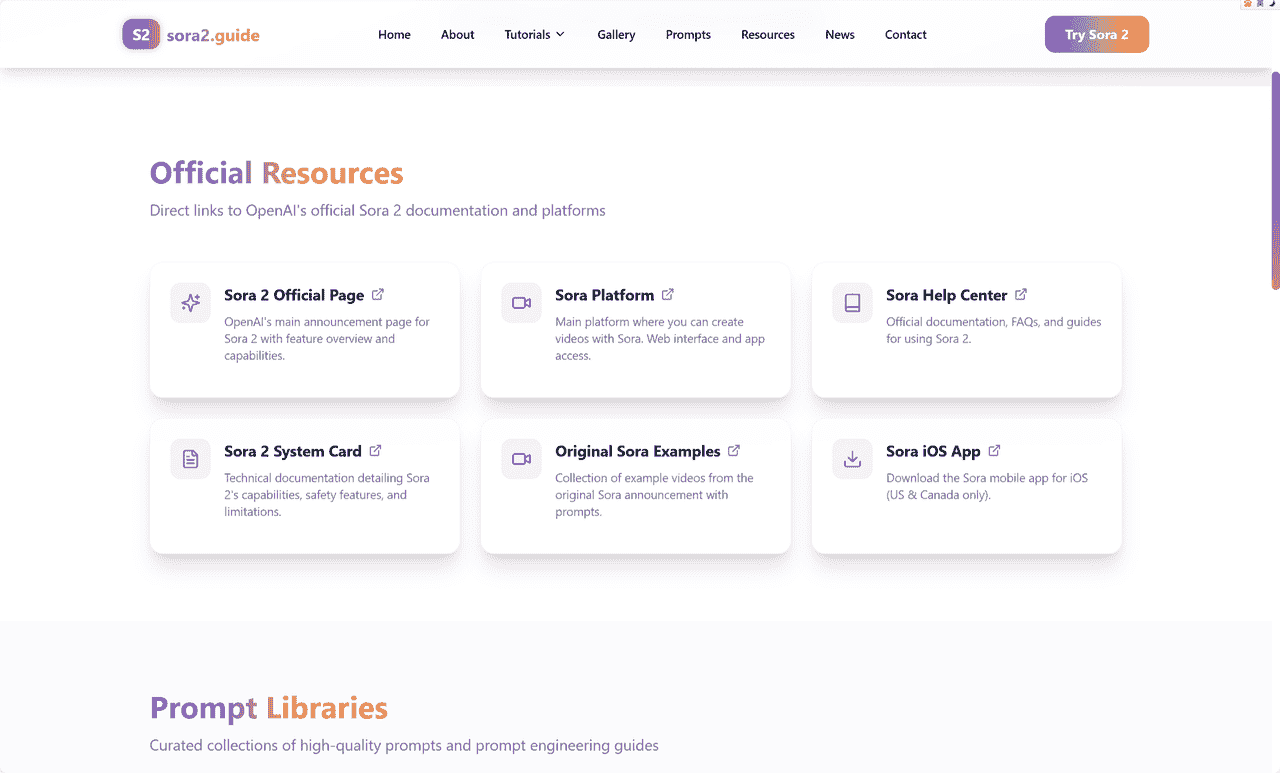 S2 sora2.guide Home About Tutorials Gallery Prompts Resources News Contact Try Sora 2
Official Resources
Direct links to OpenAI's official Sora 2 documentation and platforms
Sora 2 Official Page
OpenAI's main announcement page for
Sora 2 with feature overview and
capabilities.
Sora Platform
Main platform where you can create
videos with Sora. Web interface and app
access.
Sora Help Center
Official documentation, FAQs, and guides
for using Sora 2.
Sora 2 System Card
Technical documentation detailing Sora
2's capabilities, safety features, and
limitations.
Original Sora Examples
Collection of example videos from the
original Sora announcement with
prompts.
Sora iOS App
Download the Sora mobile app for iOS
(US & Canada only).
Prompt Libraries
Curated collections of high-quality prompts and prompt engineering guides